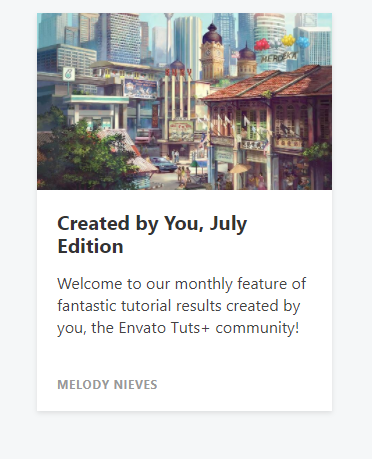 MERDEKA
Created by You, July
Edition
Welcome to our monthly feature of
fantastic tutorial results created by
you, the Envato Tuts+ community!
MELODY NIEVES